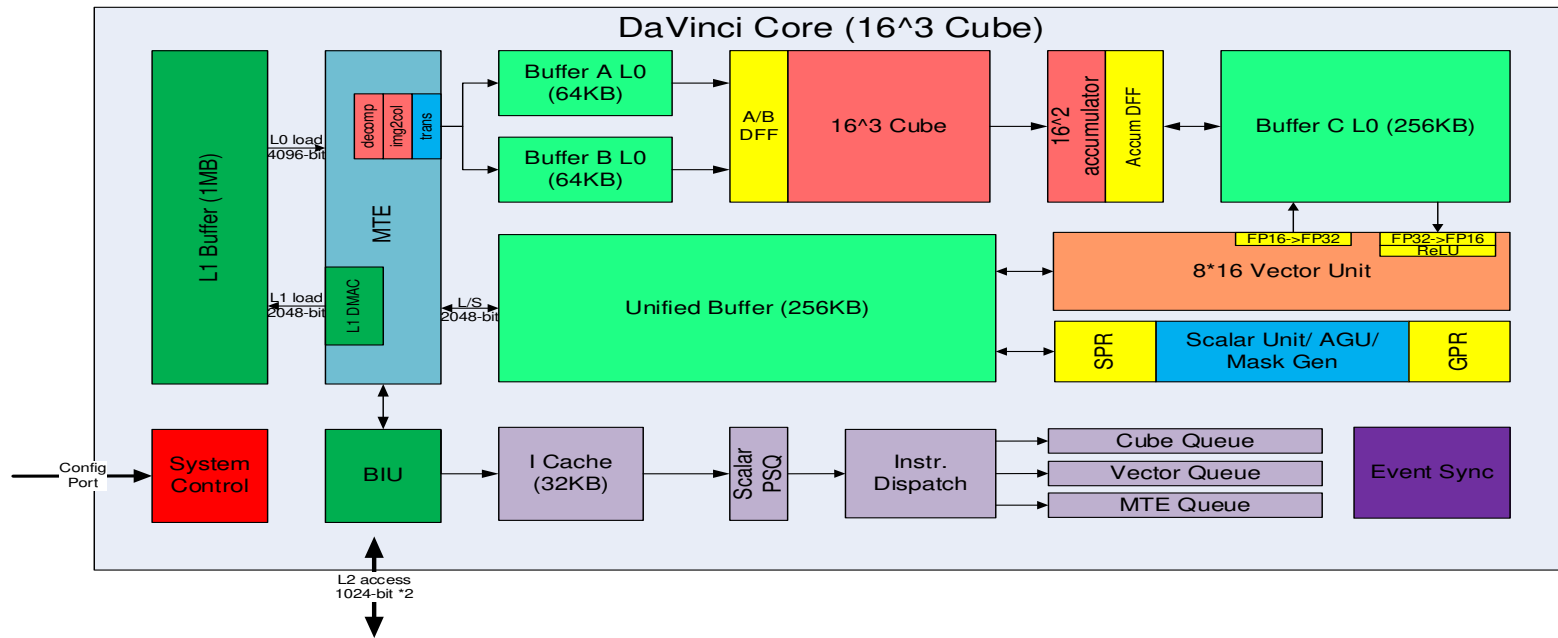 DaVinci Core (16^3 Cube)
L1 Buffer (1MB)
L0 load
4096-bit
L1 load
2048-bit
MTE
decomp
img2col
trans
L1 DMAC
L/S
2048-bit
Buffer A L0
(64KB)
Buffer B L0
(64KB)
A/B
DFF
16^3 Cube
16^2
accumulator
Accum DFF
Buffer C L0 (256KB)
FP16->FP32
FP32->FP16
ReLU
8*16 Vector Unit
Unified Buffer (256KB)
SPR
Scalar Unit/ AGU/
Mask Gen
GPR
Config
Port
System
Control
BIU
I Cache
(32KB)
Scalar
PSQ
Instr.
Dispatch
Cube Queue
Vector Queue
MTE Queue
Event Sync
L2 access
1024-bit *2